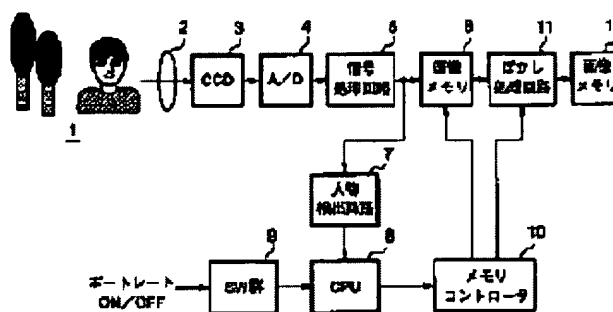 2
3
4
5
6
11
1
CCD
A/D
信号
処理回路
画像
メモリ
ぼかし
処理回路
画像
メモリ
1
7
人物
検出回路
9
8
10
ポートレート
ON/OFF
SW群
CPU
メモリ
コントローラ